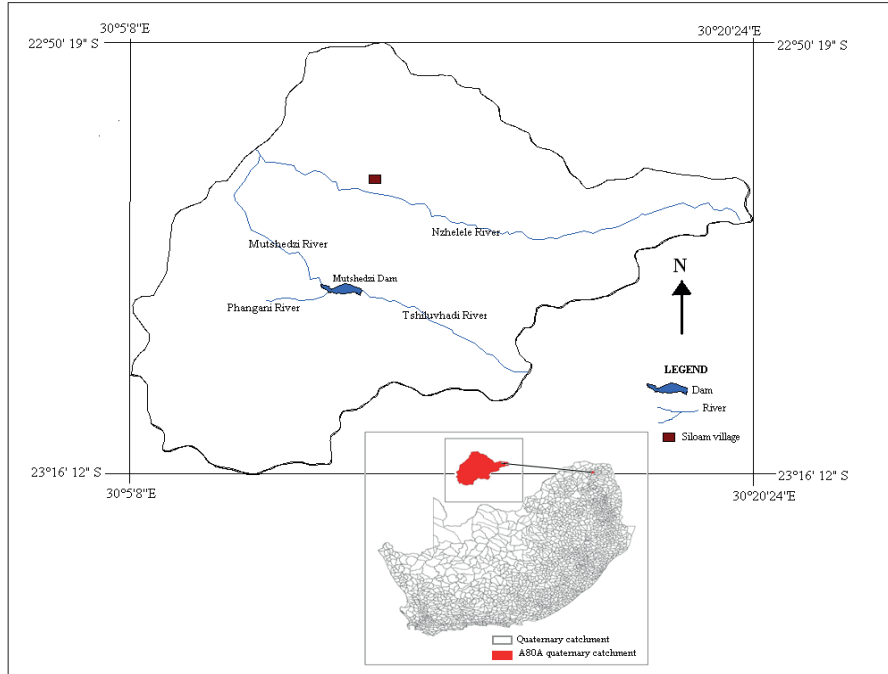 30°5'8"E
30°20'24"E
22°50' 19" S
22°50' 19" S
Nzhelele River
Mutshedzi River
Mutshedzi Dam
Phangani River
Tshiluvhadi River
N
LEGEND
Dam
River
Siloam village
23°16' 12" S
23°16' 12" S
30°5'8"E
30°20'24"E
Quaternary catchment
A80A quaternary catchment